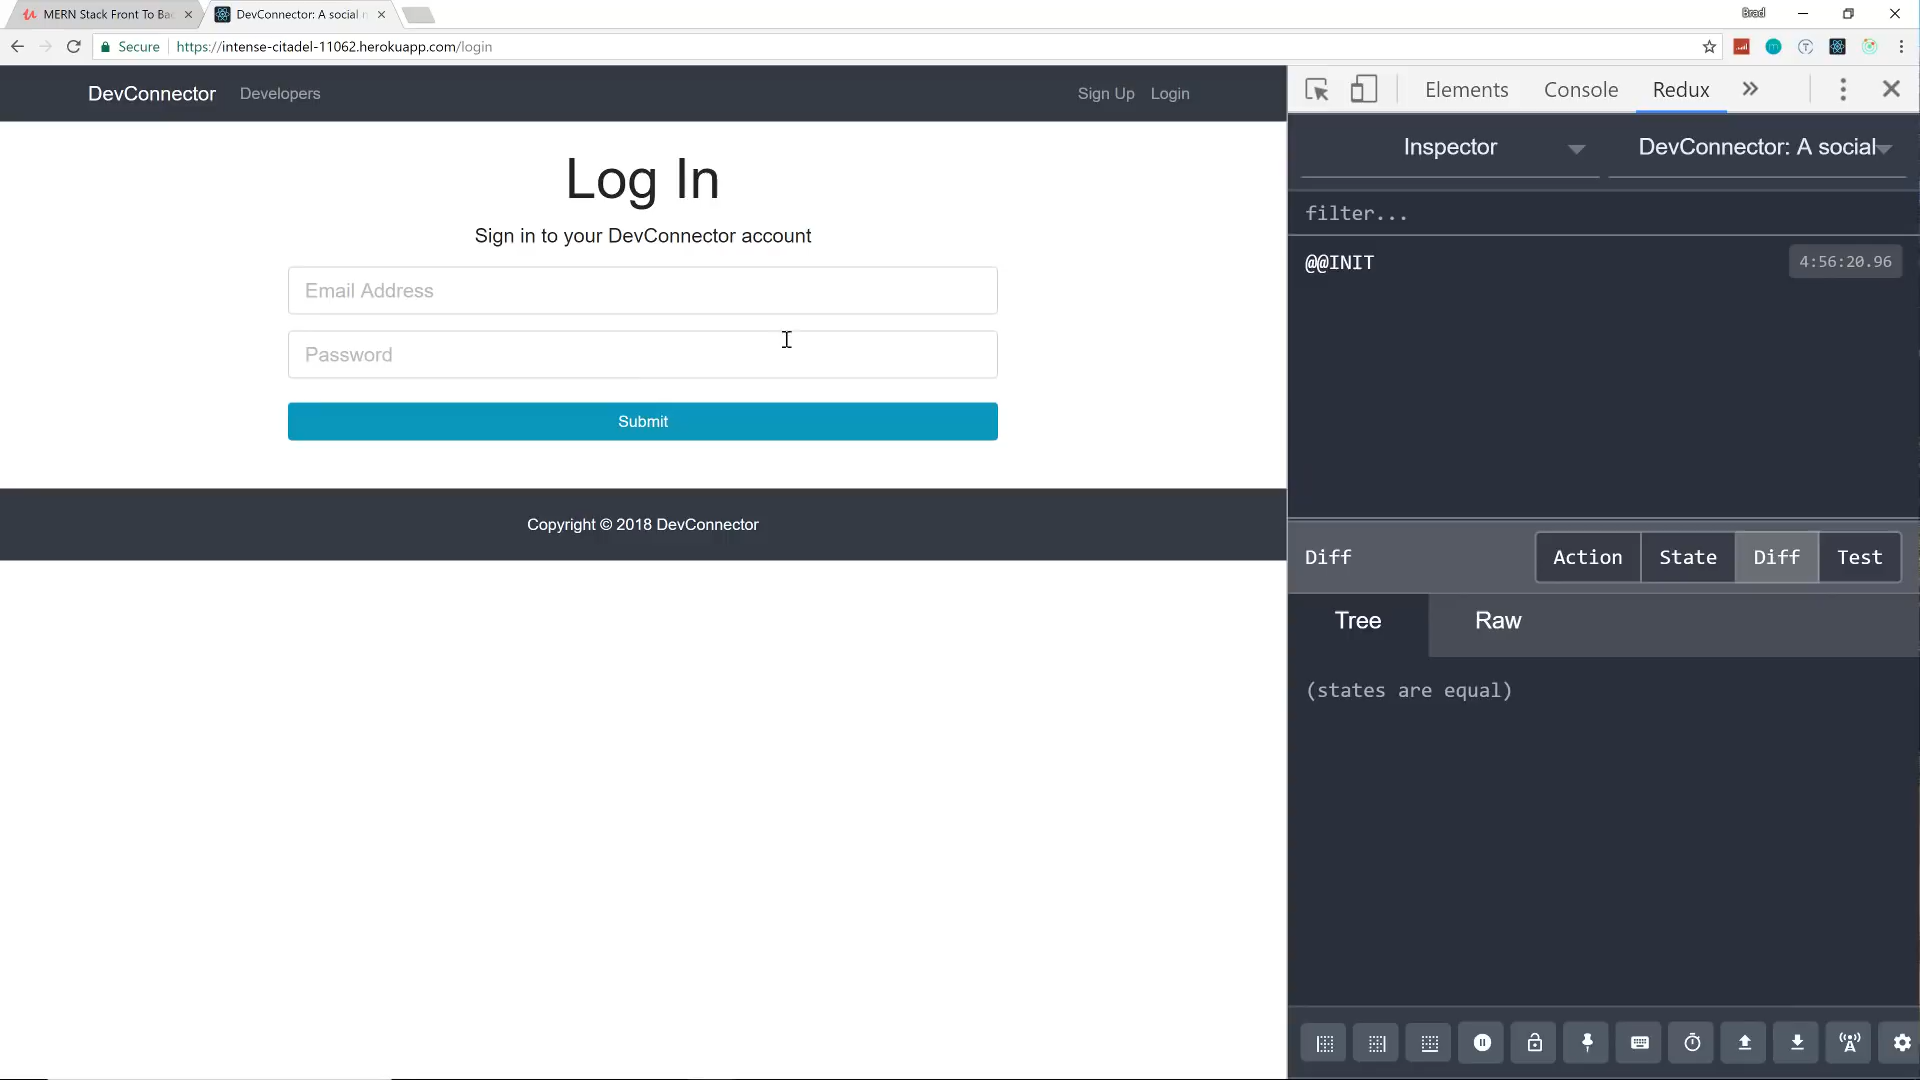 MERN Stack Front To Ba
DevConnector: A social n
Brad
Secure
https://intense-citadel-11062.herokuapp.com/login
DevConnector
Developers
Sign Up
Login
Log In
Sign in to your DevConnector account
Email Address
Password
Submit
Copyright © 2018 DevConnector
Elements
Console
Redux
Inspector
DevConnector: A social
filter...
@@INIT
4:56:20.96
Diff
Action
State
Diff
Test
Tree
Raw
(states are equal)